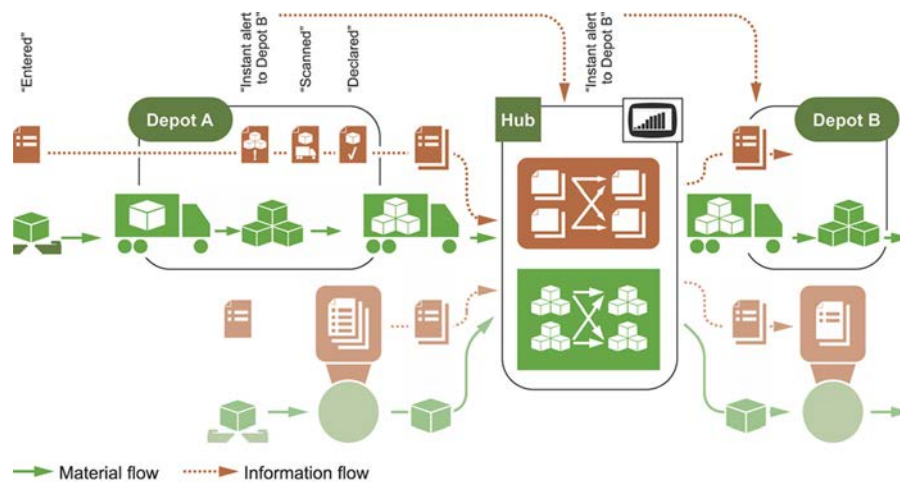 "Entered"
"Instant alert
to Depot B"
"Scanned"
"Declared"
"Instant alert
to Depot B"
Depot A
Hub
Depot B
Material flow
Information flow